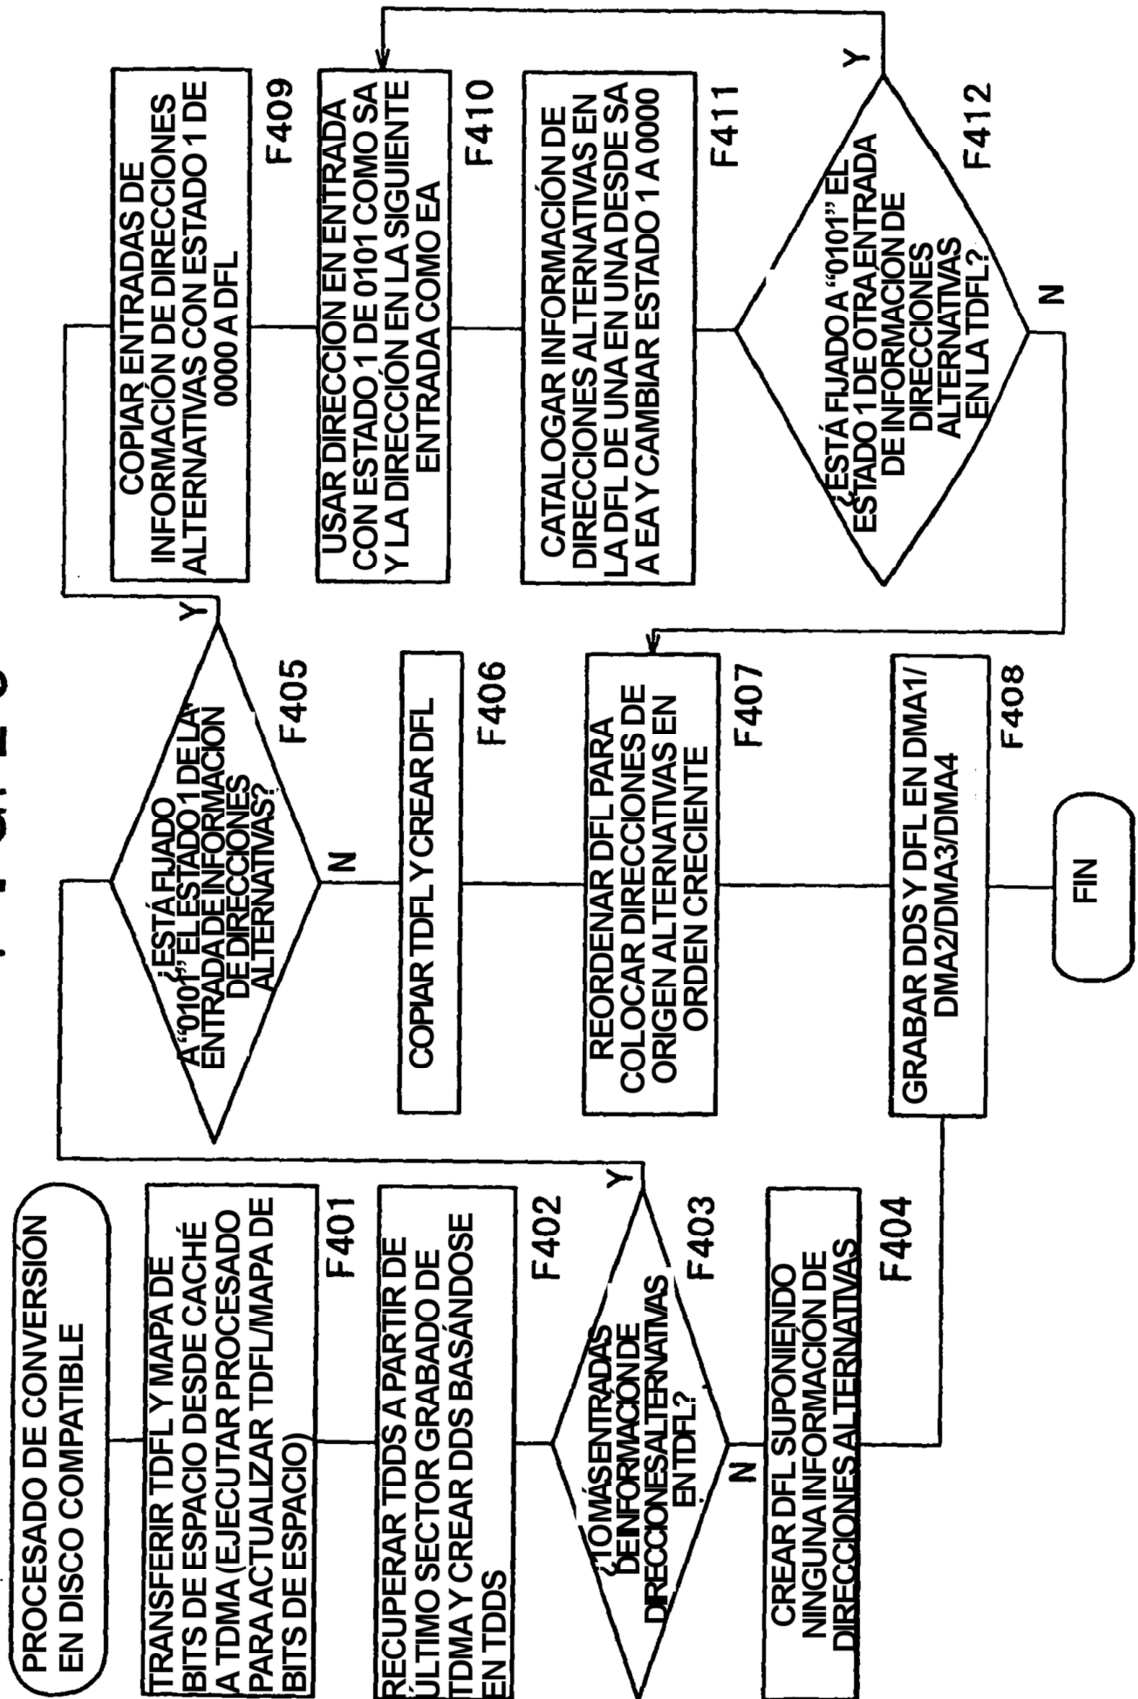 PROCESADO DE CONVERSIÓN
EN DISCO COMPATIBLE
TRANSFERIR TDFL Y MAPA DE
BITS DE ESPACIO DESDE CACHÉ
A TDMA (EJECUTAR PROCESADO
PARA ACTUALIZAR TDFL/MAPA DE
BITS DE ESPACIO)
F401
RECUPERAR TDDS A PARTIR DE
ÚLTIMO SECTOR GRABADO DE
TDMA Y CREAR DDS BASÁNDOSE
EN TDDS
F402
¿1 O MÁS ENTRADAS
DE INFORMACIÓN DE
DIRECCIONES ALTERNATIVAS
EN TDFL?
Y
F403
N
CREAR DFL SUPONIENDO
NINGUNA INFORMACIÓN DE
DIRECCIONES ALTERNATIVAS
F404
¿ESTÁ FIJADO
A “0101” EL ESTADO 1 DE LA
ENTRADA DE INFORMACION
DE DIRECCIONES
ALTERNATIVAS?
Y
F405
N
COPIAR TDFL Y CREAR DFL
F406
REORDENAR DFL PARA
COLOCAR DIRECCIONES DE
ORIGEN ALTERNATIVAS EN
ORDEN CRECIENTE
F407
GRABAR DDS Y DFL EN DMA1/
DMA2/DMA3/DMA4
F408
FIN
COPIAR ENTRADAS DE
INFORMACIÓN DE DIRECCIONES
ALTERNATIVAS CON ESTADO 1 DE
0000 A DFL
F409
USAR DIRECCION EN ENTRADA
CON ESTADO 1 DE 0101 COMO SA
Y LA DIRECCIÓN EN LA SIGUIENTE
ENTRADA COMO EA
F410
CATALOGAR INFORMACIÓN DE
DIRECCIONES ALTERNATIVAS EN
LA DFL DE UNA EN UNA DESDE SA
A EA Y CAMBIAR ESTADO 1 A 0000
F411
¿ESTÁ FIJADO A “0101” EL
ESTADO 1 DE OTRA ENTRADA
DE INFORMACION DE
DIRECCIONES
ALTERNATIVAS
EN LA TDFL?
Y
F412
N